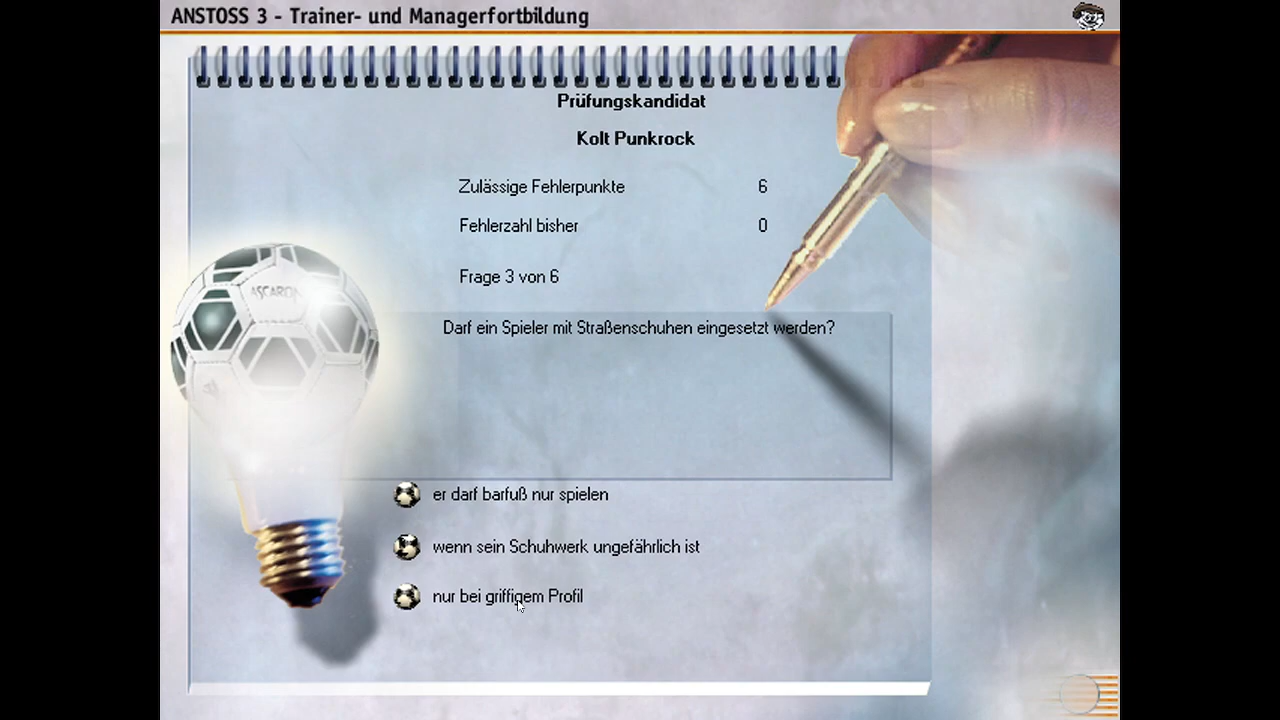 ANSTOSS 3 - Trainer- und Managerfortbildung
Prüfungskandidat
Kolt Punkrock
Zulässige Fehlerpunkte 6
Fehlerzahl bisher 0
Frage 3 von 6
ASCARON
Darf ein Spieler mit Straßenschuhen eingesetzt werden?
er darf barfuß nur spielen
wenn sein Schuhwerk ungefährlich ist
nur bei griffigem Profil